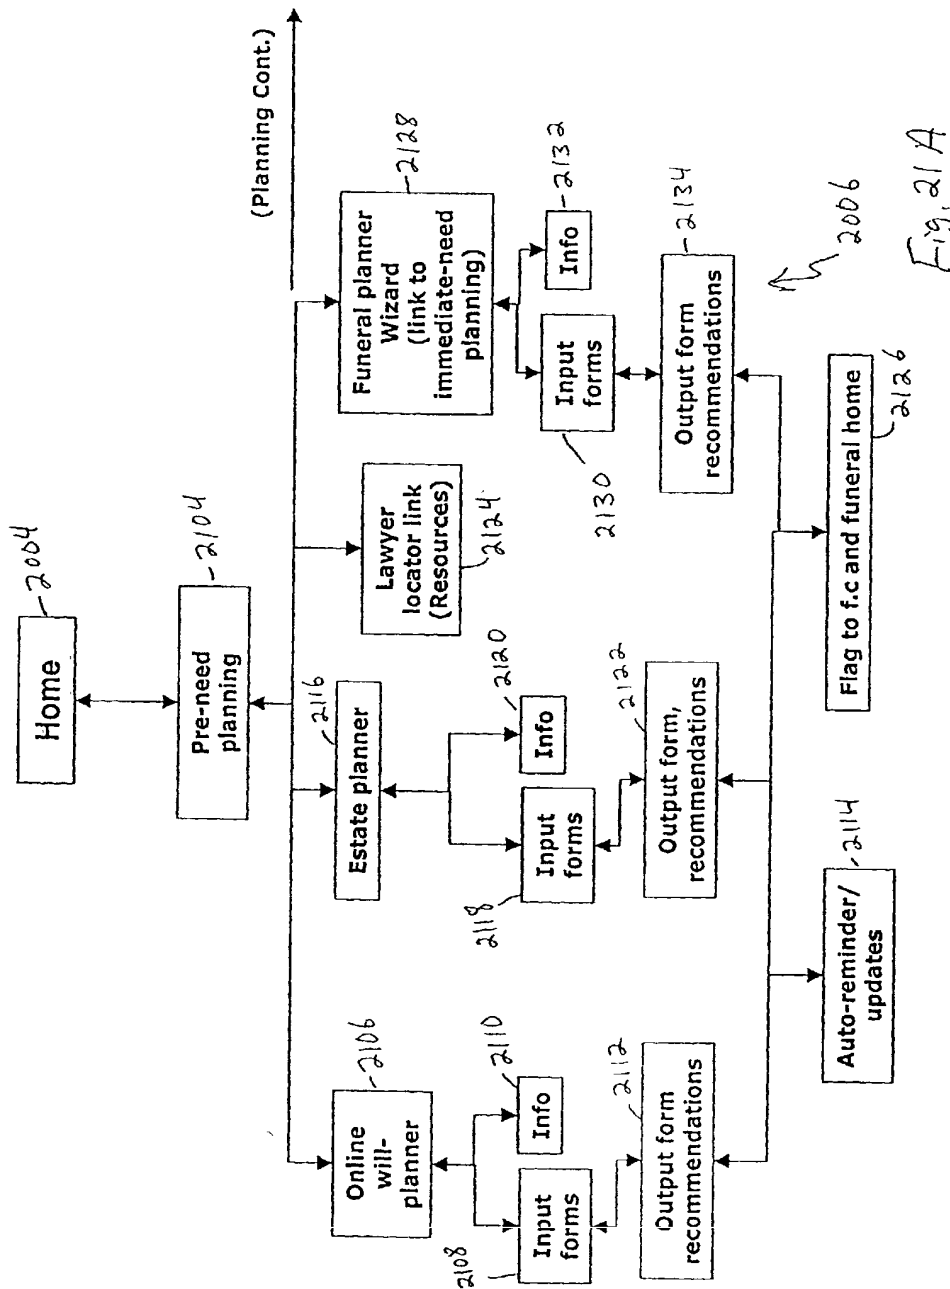 Home
2004
Pre-need
planning
2104
(Planning Cont.)
Online
will-
planner
2106
Estate planner
2116
Lawyer
locator link
(Resources)
2124
Funeral planner
Wizard
(link to
immediate-need
planning)
2128
Input
forms
2108
Info
2110
Input
forms
2118
Info
2120
Input
forms
2130
Info
2132
Output form
recommendations
2112
Output form,
recommendations
2122
Output form
recommendations
2134
Auto-reminder/
updates
2114
Flag to f.c and funeral home
2126
2006
Fig. 21A